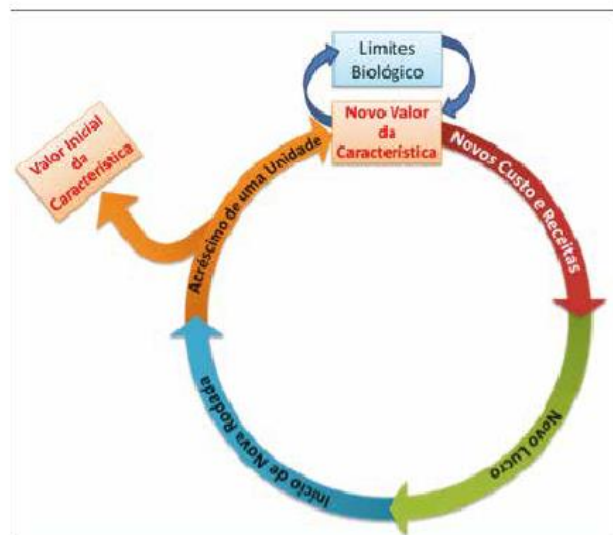 Limites
Biológico
Novo Valor
da
Característica
Valor Inicial
da
Característica
Acréscimo de uma Unidade
Novos Custo e Receitas
Novo Lucro
Início de Nova Rodada